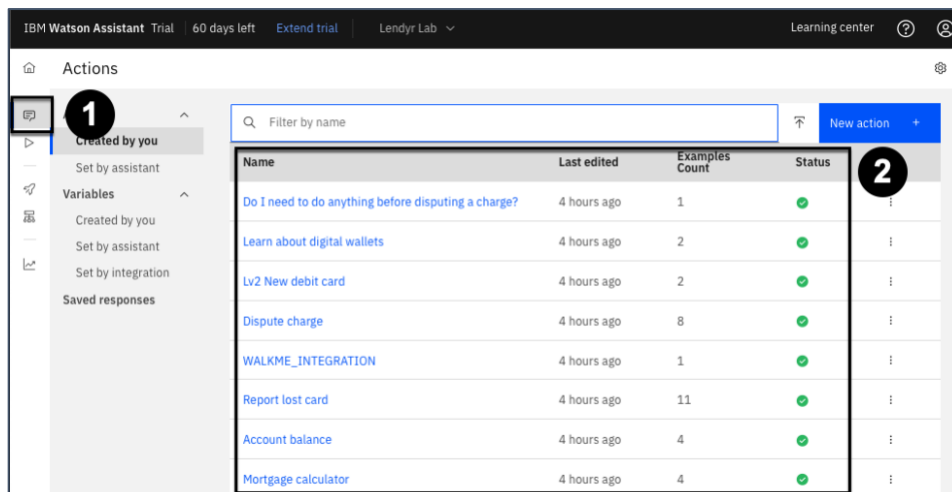 IBM Watson Assistant Trial 60 days left Extend trial Lendyr Lab Learning center
Actions
1
Created by you
Set by assistant
Variables
Created by you
Set by assistant
Set by integration
Saved responses
Filter by name
New action +
Name Last edited Examples Count Status
2
Do I need to do anything before disputing a charge? 4 hours ago 1
Learn about digital wallets 4 hours ago 2
Lv2 New debit card 4 hours ago 2
Dispute charge 4 hours ago 8
WALKME_INTEGRATION 4 hours ago 1
Report lost card 4 hours ago 11
Account balance 4 hours ago 4
Mortgage calculator 4 hours ago 4